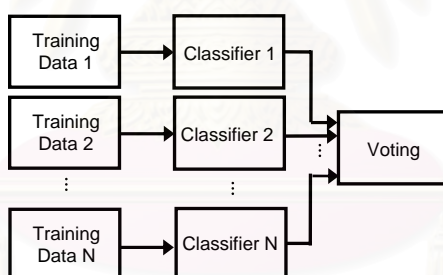 Training
Data 1
Classifier 1
Training
Data 2
Classifier 2
Voting
⋮
⋮
⋮
Training
Data N
Classifier N